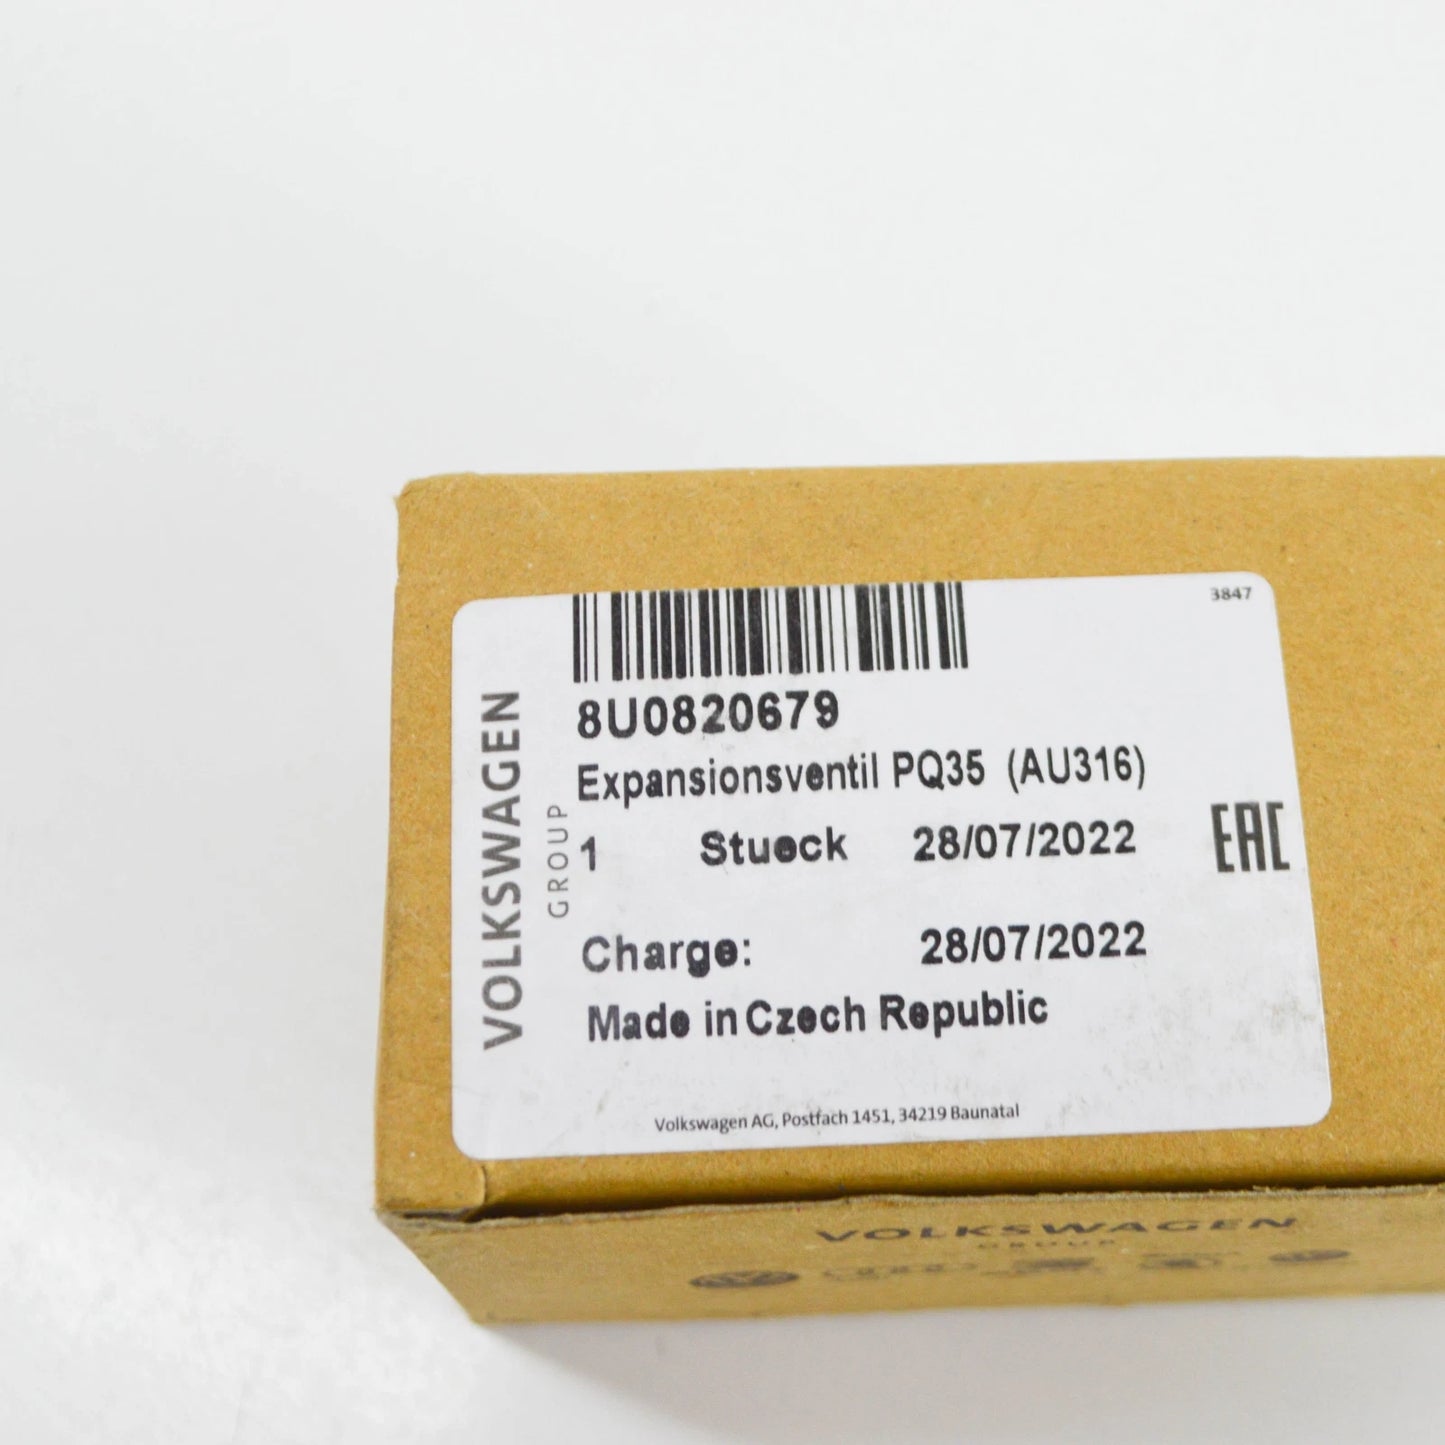 3847
8U0820679
Expansionsventil PQ35 (AU316)
1 Stueck 28/07/2022
EAC
Charge: 28/07/2022
Made in Czech Republic
Volkswagen AG, Postfach 1451, 34219 Baunatal
VOLKSWAGEN
GROUP
VOLKSWAGEN
GROUP